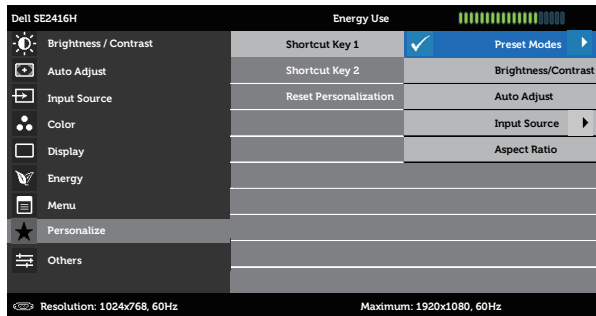 Dell SE2416H Energy Use
Brightness / Contrast Shortcut Key 1 Preset Modes
Auto Adjust Shortcut Key 2 Brightness/Contrast
Input Source Reset Personalization Auto Adjust
Color Input Source
Display Aspect Ratio
Energy
Menu
Personalize
Others
Resolution: 1024x768, 60Hz Maximum: 1920x1080, 60Hz